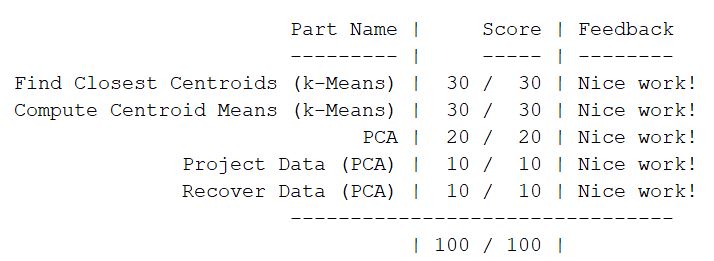 Part Name |     Score | Feedback
--------- |     ----- | --------
Find Closest Centroids (k-Means) |  30 /  30 | Nice work!
Compute Centroid Means (k-Means) |  30 /  30 | Nice work!
PCA |  20 /  20 | Nice work!
Project Data (PCA) |  10 /  10 | Nice work!
Recover Data (PCA) |  10 /  10 | Nice work!
--------------------------------
| 100 / 100 |